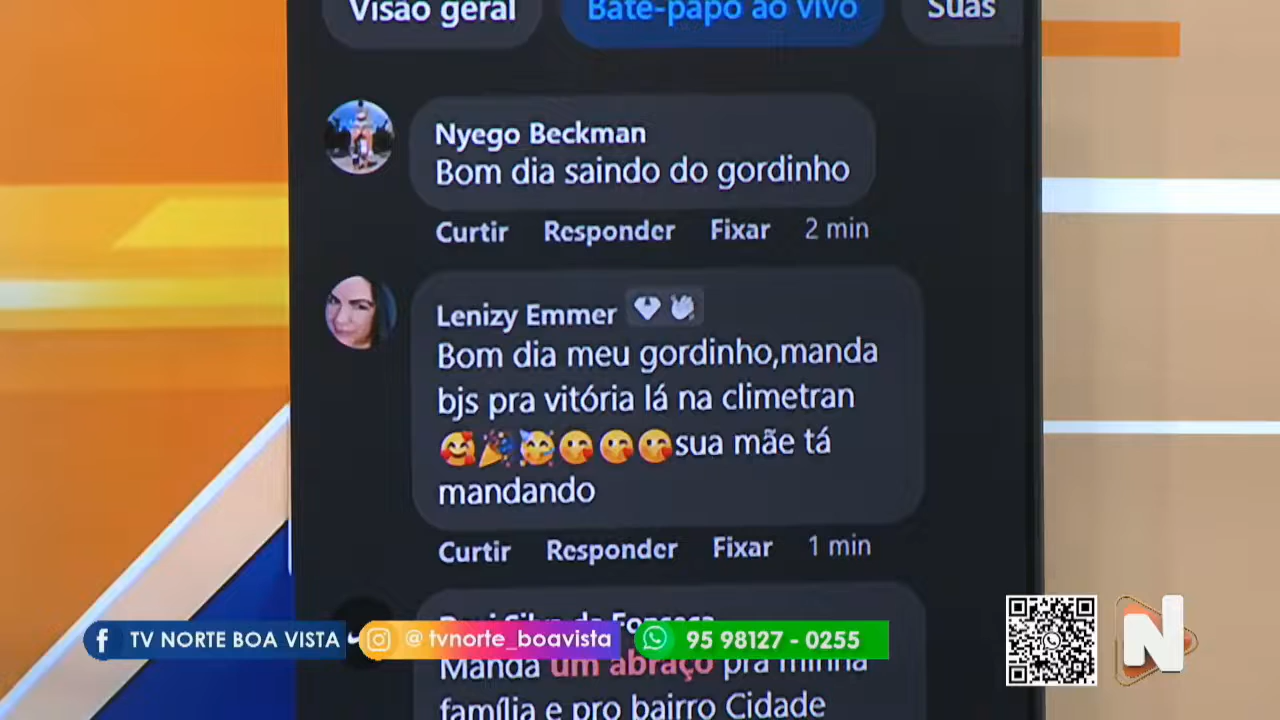 Visão geral
Bate-papo ao vivo
Suas
Nyego Beckman
Bom dia saindo do gordinho
Curtir Responder Fixar 2 min
Lenizy Emmer
Bom dia meu gordinho,manda
bjs pra vitória lá na climetran
🥰🎉🥳😘😘😘sua mãe tá
mandando
Curtir Responder Fixar 1 min
Manda um abraço pra minha
família e pro bairro Cidade
TV NORTE BOA VISTA
@tvnorte_boavista
95 98127 - 0255
N